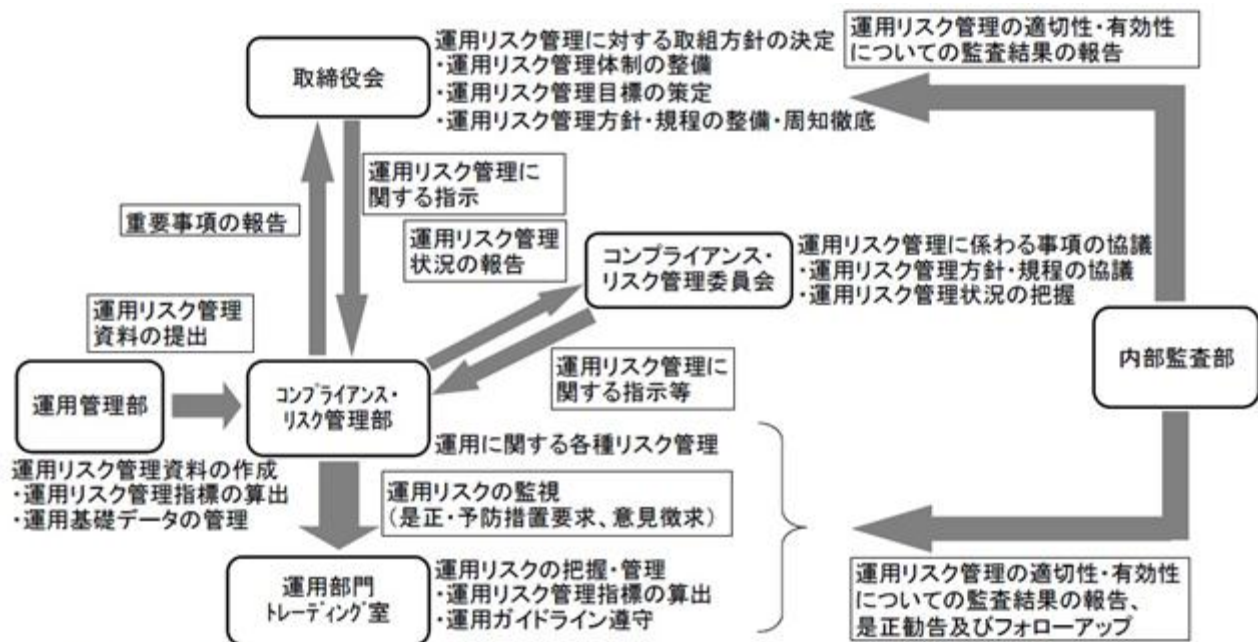 取締役会
運用リスク管理に対する取組方針の決定
・運用リスク管理体制の整備
・運用リスク管理目標の策定
・運用リスク管理方針・規程の整備・周知徹底
運用リスク管理の適切性・有効性
についての監査結果の報告
運用リスク管理に
関する指示
重要事項の報告
運用リスク管理
状況の報告
コンプライアンス・
リスク管理委員会
運用リスク管理に係わる事項の協議
・運用リスク管理方針・規程の協議
・運用リスク管理状況の把握
運用リスク管理
資料の提出
内部監査部
運用リスク管理に
関する指示等
運用管理部
コンプライアンス・
リスク管理部
運用に関する各種リスク管理
運用リスク管理資料の作成
・運用リスク管理指標の算出
・運用基礎データの管理
運用リスクの監視
(是正・予防措置要求、意見徴求)
運用部門
トレーディング室
運用リスクの把握・管理
・運用リスク管理指標の算出
・運用ガイドライン遵守
運用リスク管理の適切性・有効性
についての監査結果の報告、
是正勧告及びフォローアップ